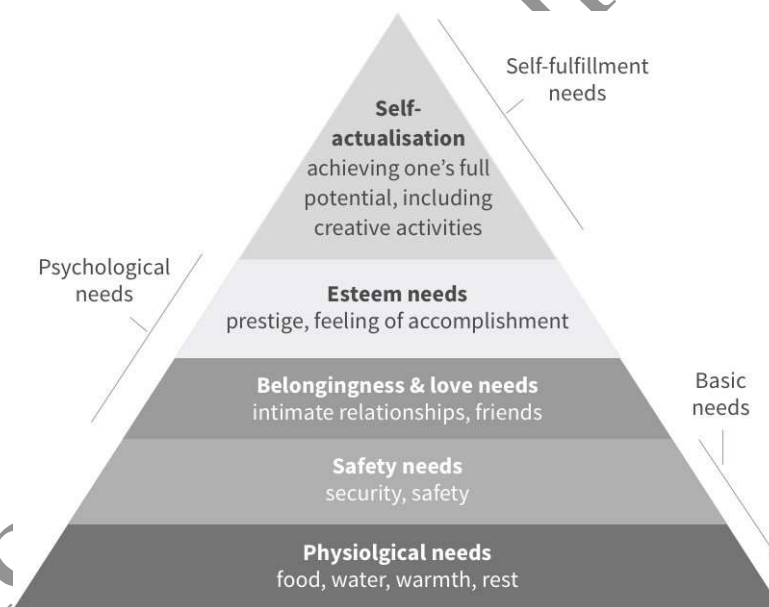 Self-fulfillment
needs
Self-
actualisation
achieving one's full
potential, including
creative activities
Psychological
needs
Esteem needs
prestige, feeling of accomplishment
Belongingness & love needs
intimate relationships, friends
Basic
needs
Safety needs
security, safety
Physiolgical needs
food, water, warmth, rest